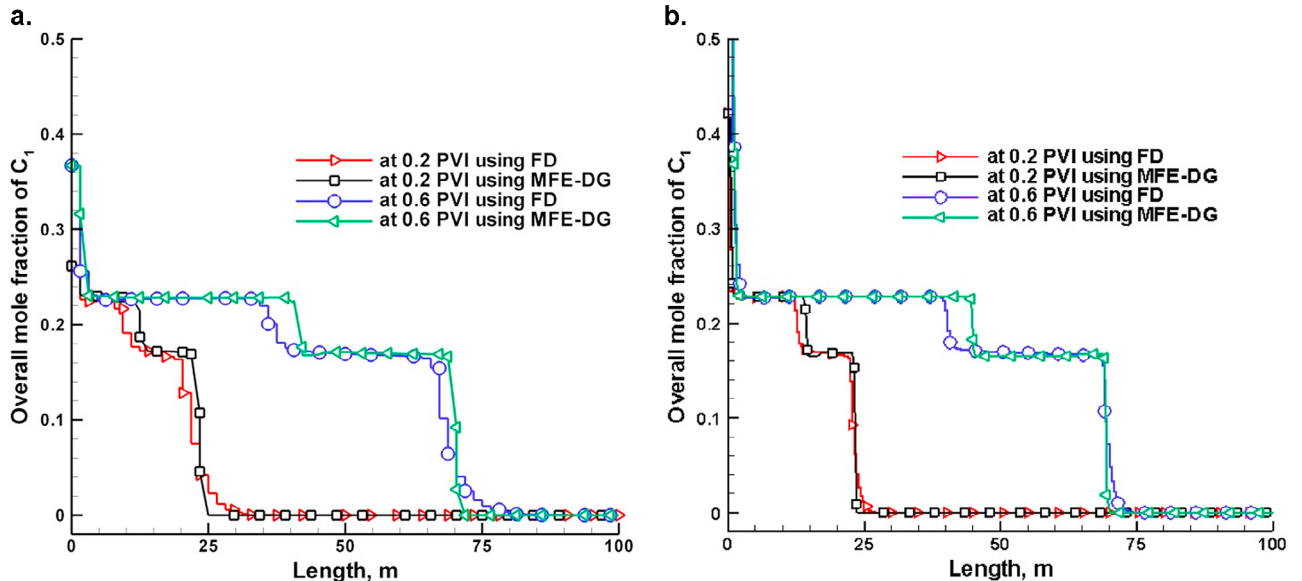 a.
0.5
0.4
0.3
0.2
0.1
0
Overall mole fraction of C1
at 0.2 PVI using FD
at 0.2 PVI using MFE-DG
at 0.6 PVI using FD
at 0.6 PVI using MFE-DG
0 25 50 75 100
Length, m
b.
0.5
0.4
0.3
0.2
0.1
0
Overall mole fraction of C1
at 0.2 PVI using FD
at 0.2 PVI using MFE-DG
at 0.6 PVI using FD
at 0.6 PVI using MFE-DG
0 25 50 75 100
Length, m